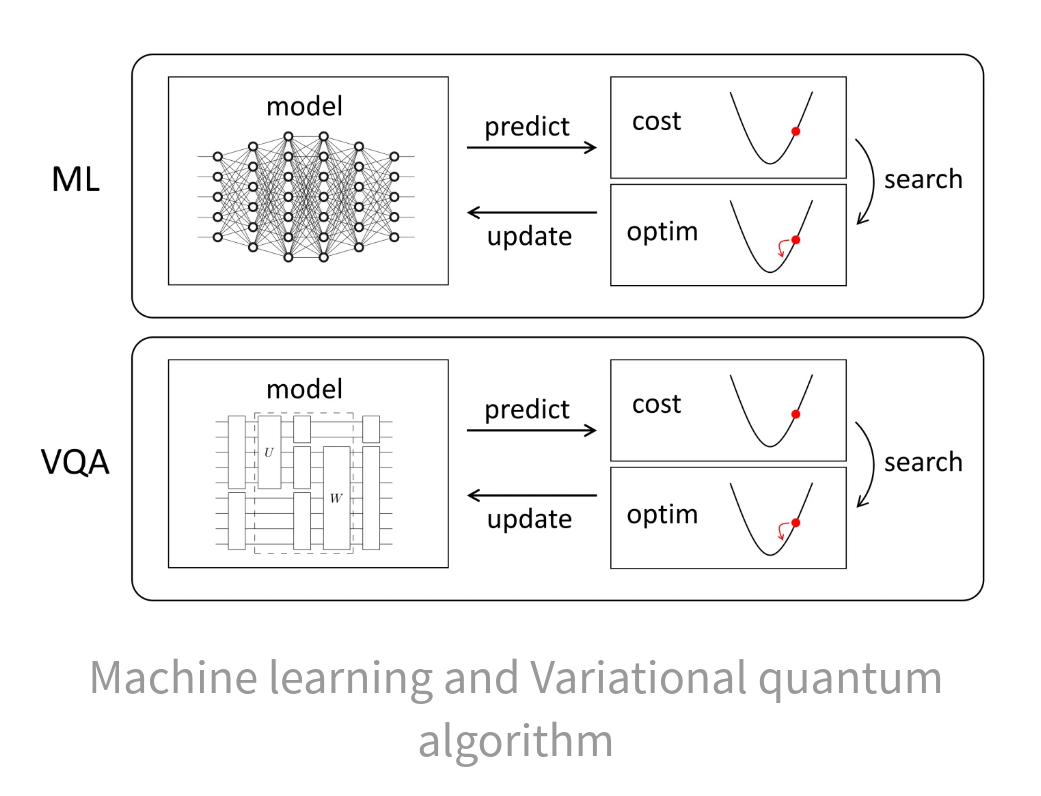 ML
model
predict
update
cost
optim
search
VQA
model
U
W
predict
update
cost
optim
search
Machine learning and Variational quantum
algorithm